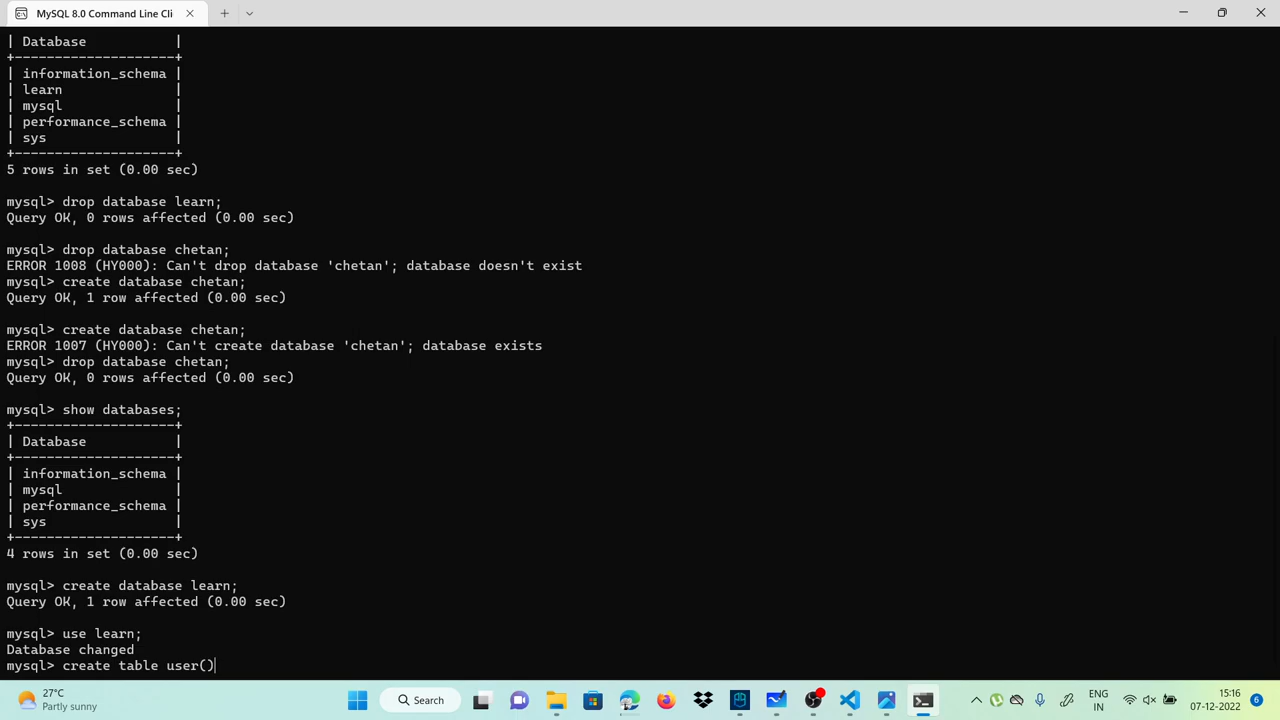 MySQL 8.0 Command Line Cli
| Database           |
+--------------------+
| information_schema |
| learn              |
| mysql              |
| performance_schema |
| sys                |
+--------------------+
5 rows in set (0.00 sec)
mysql> drop database learn;
Query OK, 0 rows affected (0.00 sec)
mysql> drop database chetan;
ERROR 1008 (HY000): Can't drop database 'chetan'; database doesn't exist
mysql> create database chetan;
Query OK, 1 row affected (0.00 sec)
mysql> create database chetan;
ERROR 1007 (HY000): Can't create database 'chetan'; database exists
mysql> drop database chetan;
Query OK, 0 rows affected (0.00 sec)
mysql> show databases;
+--------------------+
| Database           |
+--------------------+
| information_schema |
| mysql              |
| performance_schema |
| sys                |
+--------------------+
4 rows in set (0.00 sec)
mysql> create database learn;
Query OK, 1 row affected (0.00 sec)
mysql> use learn;
Database changed
mysql> create table user()
27°C
Partly sunny
Search
ENG
IN
15:16
07-12-2022
6